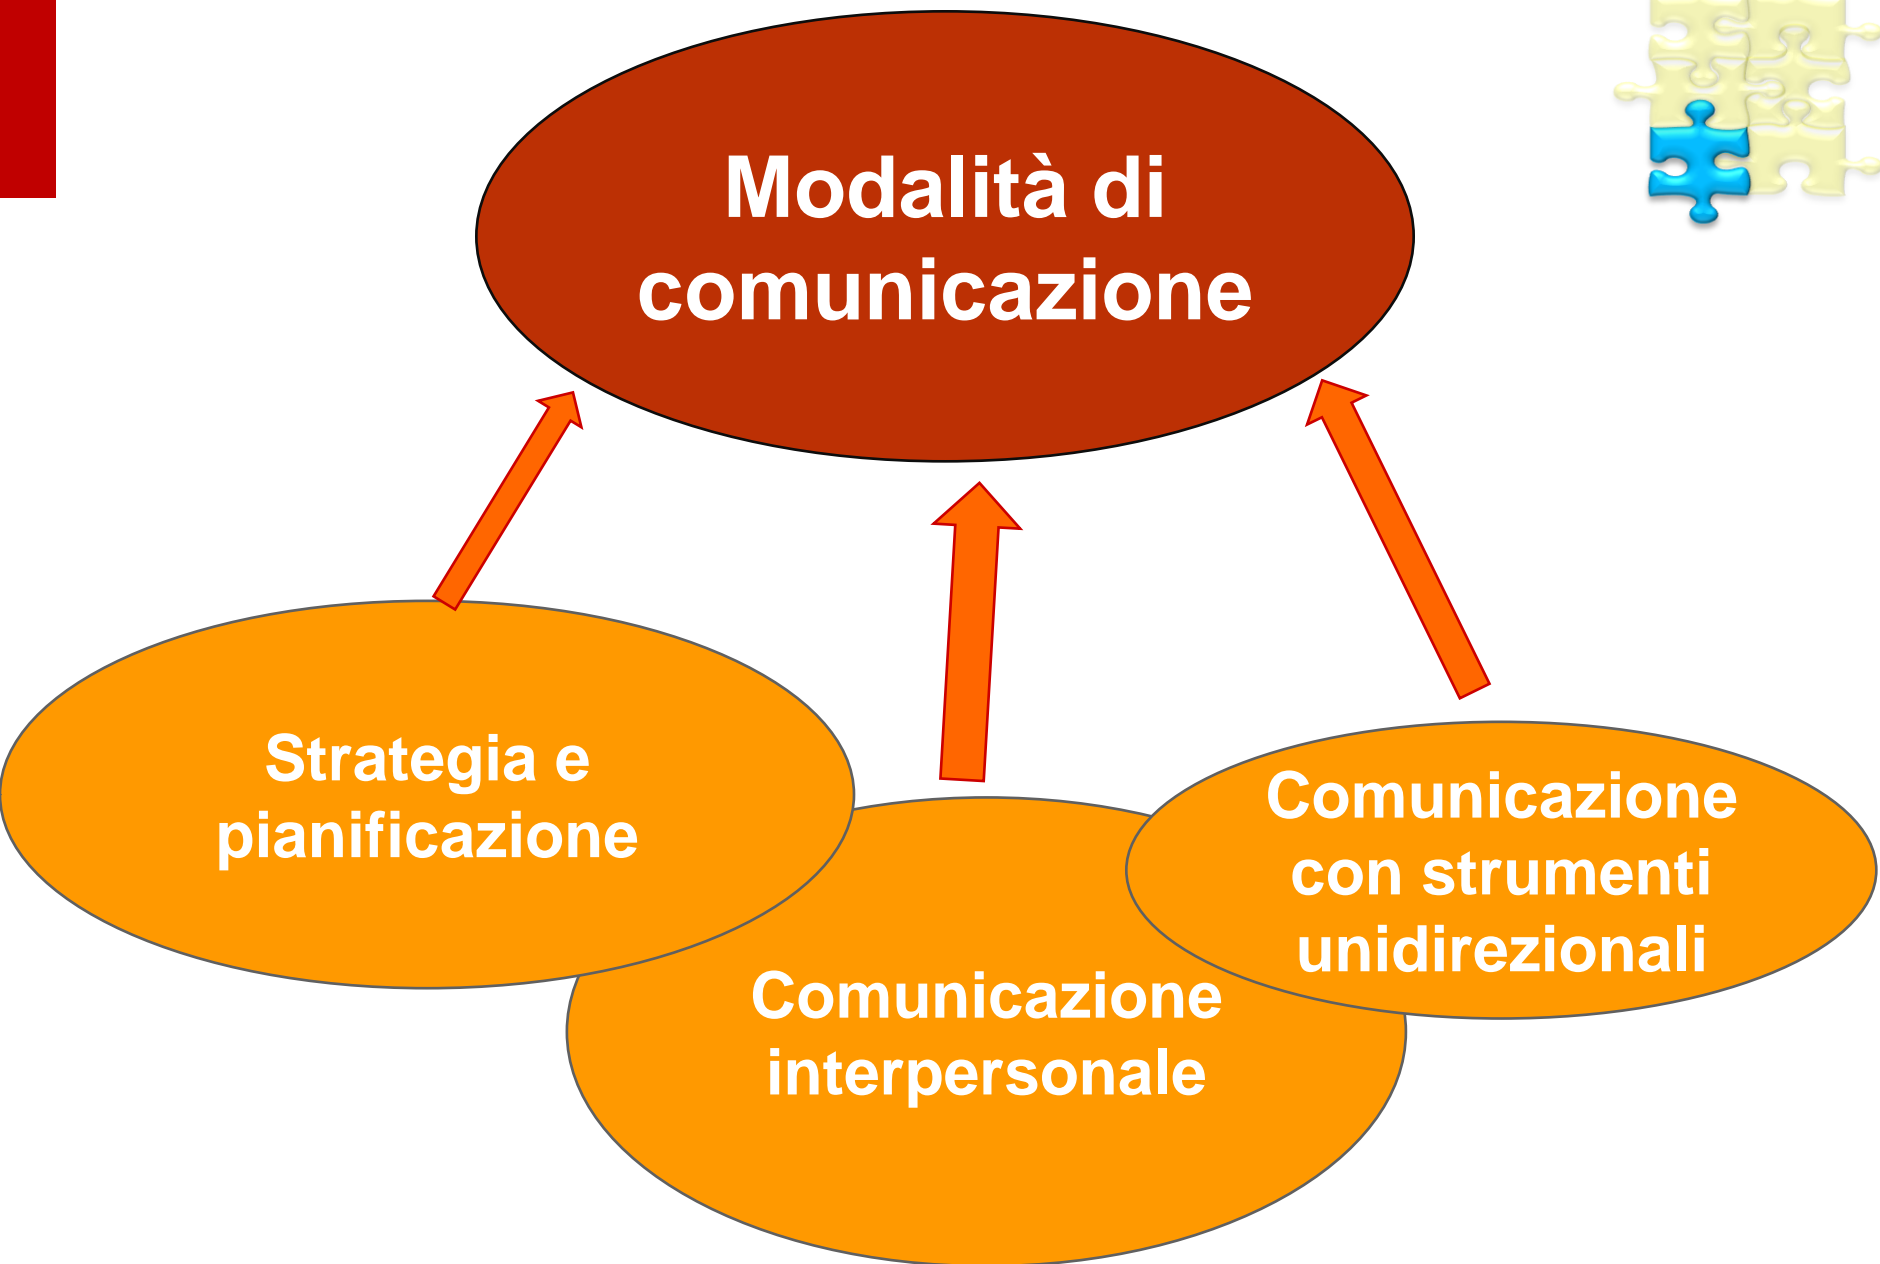 Modalità di
comunicazione
Strategia e
pianificazione
Comunicazione
interpersonale
Comunicazione
con strumenti
unidirezionali